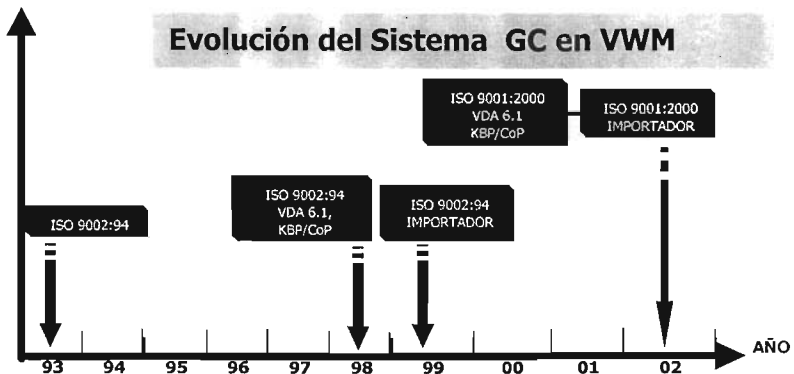 Evolución del Sistema GC en VWM
ISO 9001:2000
VDA 6.1
KBP/CoP
ISO 9001:2000
IMPORTADOR
ISO 9002:94
VDA 6.1,
KBP/CoP
ISO 9002:94
IMPORTADOR
ISO 9002:94
AÑO
93 94 95 96 97 98 99 00 01 02